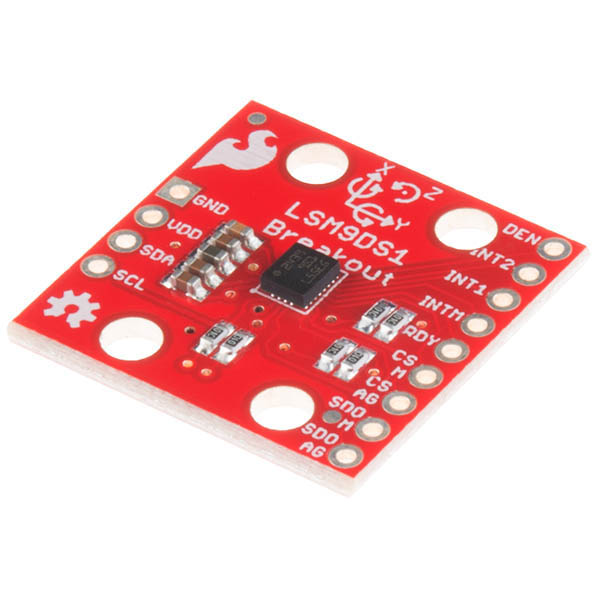 X
Z
Y
LSM9DS1
Breakout
GND
VDD
SDA
SCL
DEN
INT2
INT1
INTM
RDY
CS
M
CS
AG
SDO
M
SDO
AG